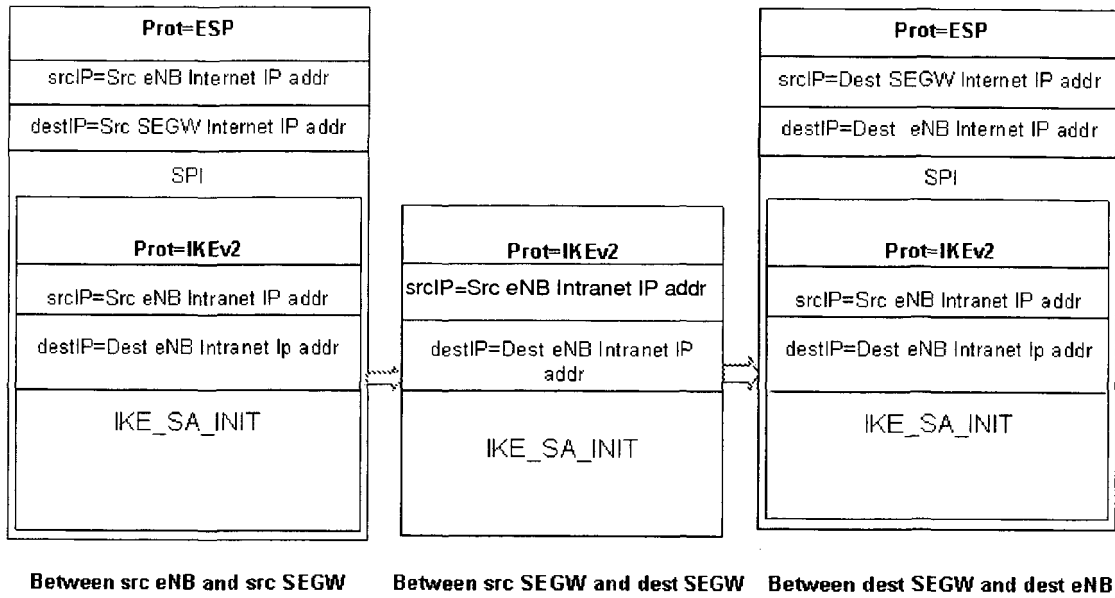 Prot=ESP
srcIP=Src eNB Internet IP addr
destIP=Src SEGW Internet IP addr
SPI
Prot=IKEv2
srcIP=Src eNB Intranet IP addr
destIP=Dest eNB Intranet Ip addr
IKE_SA_INIT
Between src eNB and src SEGW
Prot=IKEv2
srcIP=Src eNB Intranet IP addr
destIP=Dest eNB Intranet IP
addr
IKE_SA_INIT
Between src SEGW and dest SEGW
Prot=ESP
srcIP=Dest SEGW Internet IP addr
destIP=Dest eNB Internet IP addr
SPI
Prot=IKEv2
srcIP=Src eNB Intranet IP addr
destIP=Dest eNB Intranet Ip addr
IKE_SA_INIT
Between dest SEGW and dest eNB